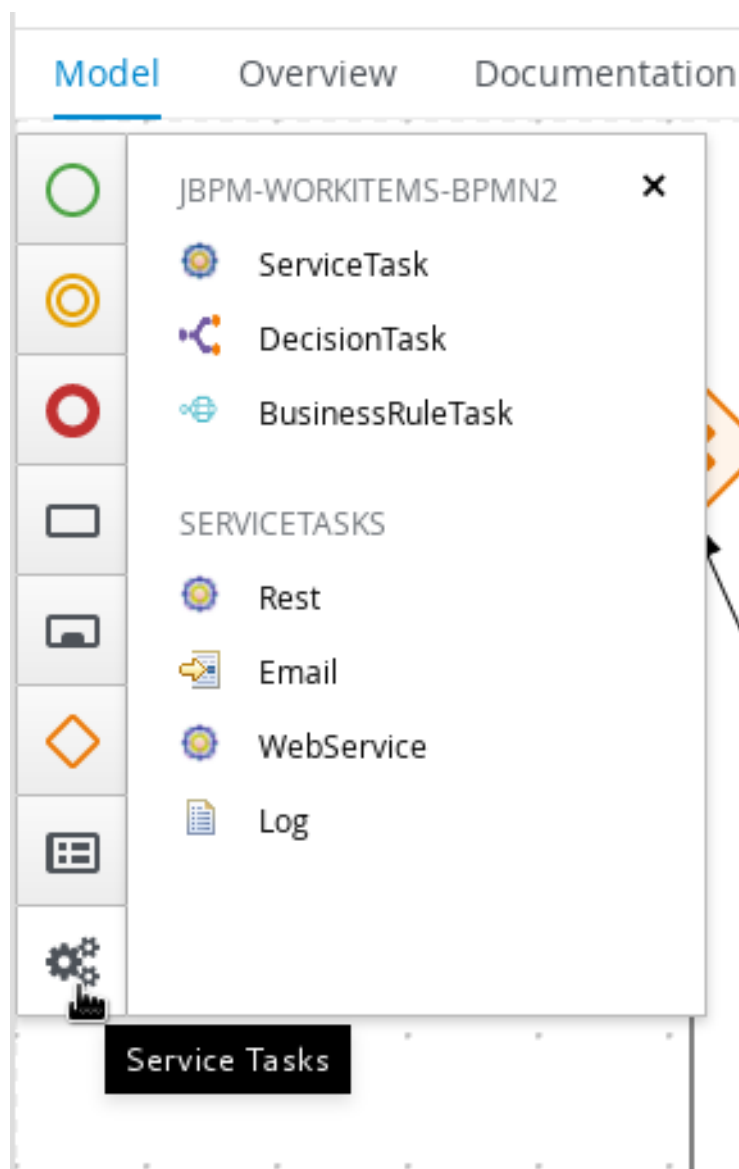 Model Overview Documentation
JBPM-WORKITEMS-BPMN2
ServiceTask
DecisionTask
BusinessRuleTask
SERVICETASKS
Rest
Email
WebService
Log
Service Tasks